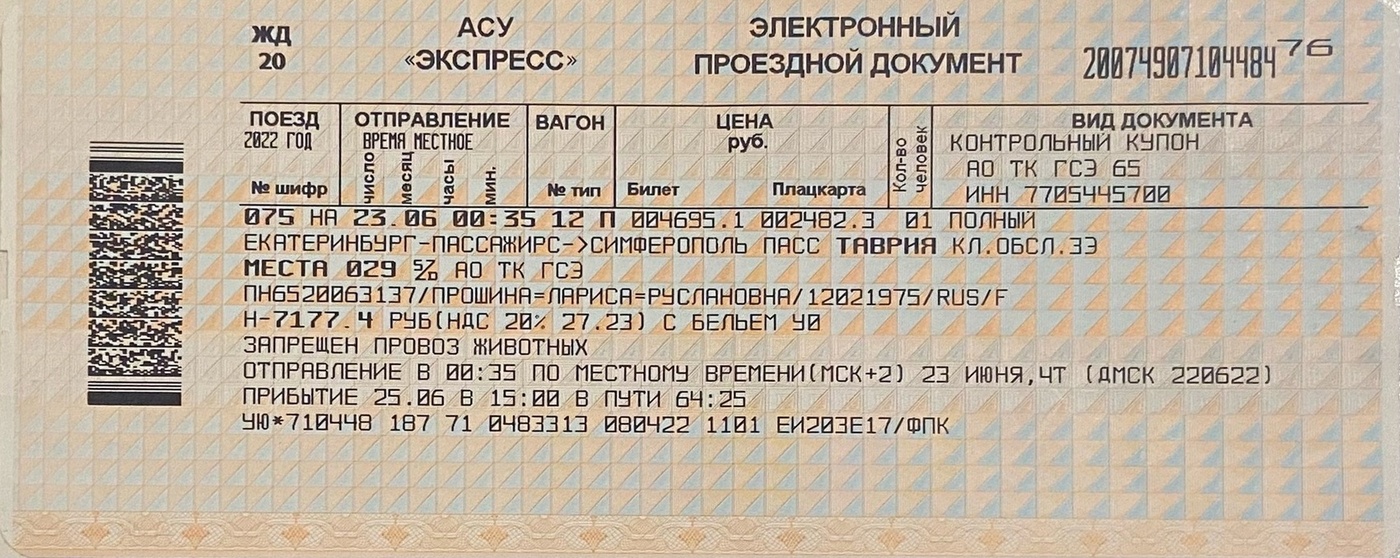 ЖД
20
АСУ
«ЭКСПРЕСС»
ЭЛЕКТРОННЫЙ
ПРОЕЗДНОЙ ДОКУМЕНТ
20074907104484 76
ПОЕЗД
2022 ГОД
№ шифр
ОТПРАВЛЕНИЕ
ВРЕМЯ МЕСТНОЕ
число
месяц
часы
мин.
ВАГОН
№ тип
ЦЕНА
руб.
Билет Плацкарта
Кол-во
человек
ВИД ДОКУМЕНТА
КОНТРОЛЬНЫЙ КУПОН
АО ТК ГСЭ 65
ИНН 7705445700
075 НА 23.06 00:35 12 П 004695.1 002482.3 01 ПОЛНЫЙ
ЕКАТЕРИНБУРГ-ПАССАЖИРС->СИМФЕРОПОЛЬ ПАСС ТАВРИЯ КЛ.ОБСЛ.3Э
МЕСТА 029 АО ТК ГСЭ
ПН6520063137/ПРОШИНА=ЛАРИСА=РУСЛАНОВНА/12021975/RUS/F
Н-7177.4 РУБ(НДС 20% 27.23) С БЕЛЬЕМ У0
ЗАПРЕЩЕН ПРОВОЗ ЖИВОТНЫХ
ОТПРАВЛЕНИЕ В 00:35 ПО МЕСТНОМУ ВРЕМЕНИ(МСК+2) 23 ИЮНЯ,ЧТ (ДМСК 220622)
ПРИБЫТИЕ 25.06 В 15:00 В ПУТИ 64:25
УЮ*710448 187 71 0483313 080422 1101 ЕИ203Е17/ФПК